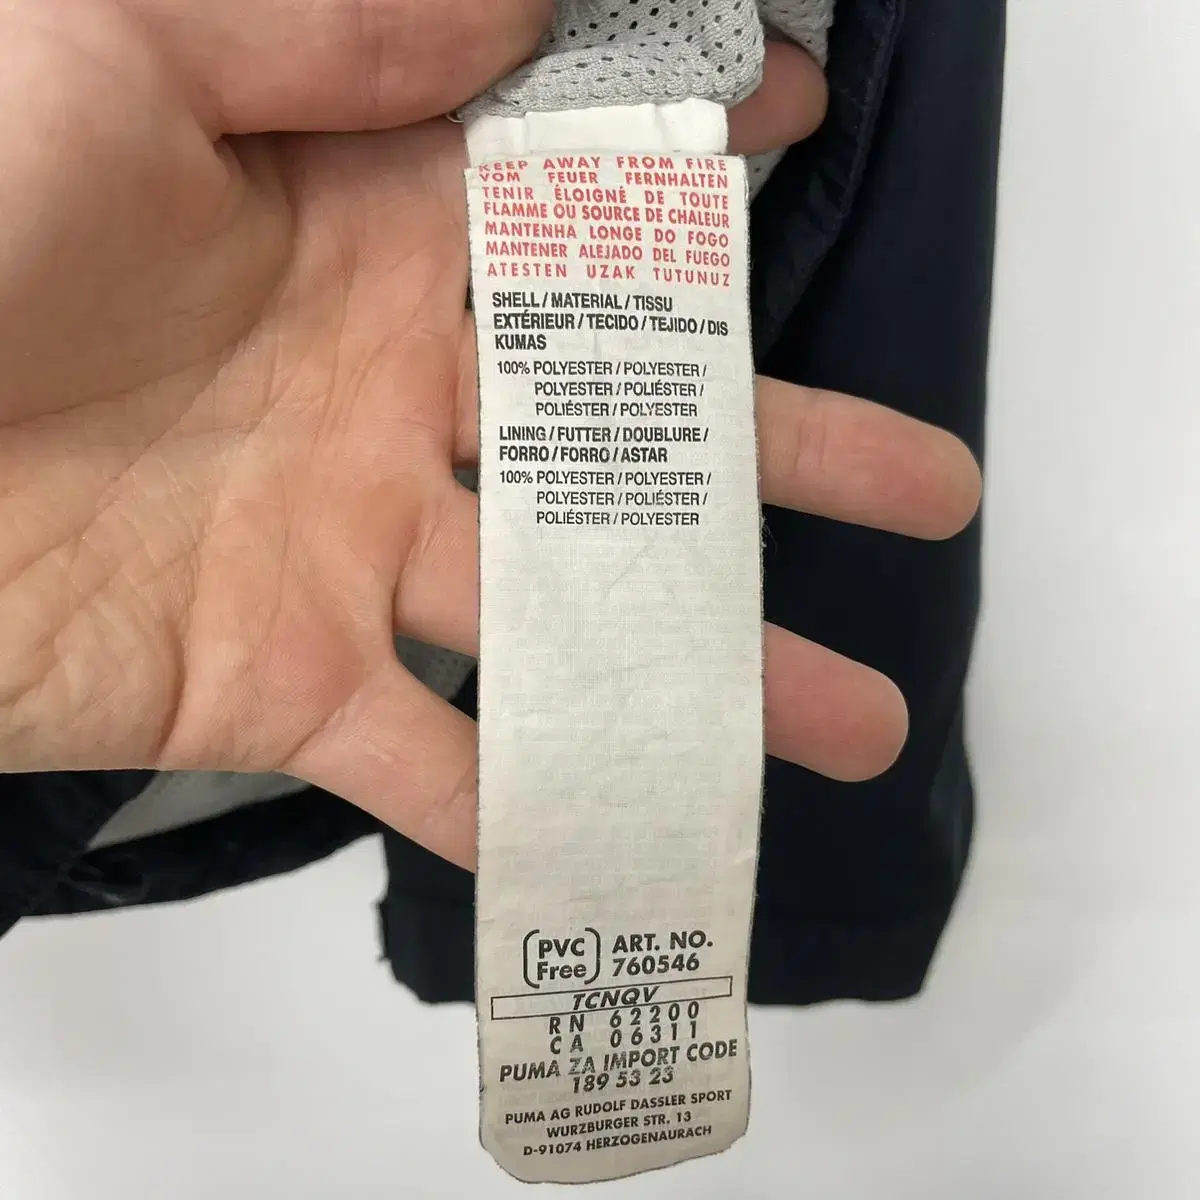 KEEP AWAY FROM FIRE
VOM FEUER FERNHALTEN
TENIR ÉLOIGNÉ DE TOUTE
FLAMME OU SOURCE DE CHALEUR
MANTENHA LONGE DO FOGO
MANTENER ALEJADO DEL FUEGO
ATESTEN UZAK TUTUNUZ
SHELL / MATERIAL / TISSU
EXTÉRIEUR / TECIDO / TEJIDO / DIS
KUMAS
100% POLYESTER / POLYESTER /
POLYESTER / POLIÉSTER /
POLIÉSTER / POLYESTER
LINING / FUTTER / DOUBLURE /
FORRO / FORRO / ASTAR
100% POLYESTER / POLYESTER /
POLYESTER / POLIÉSTER /
POLIÉSTER / POLYESTER
PVC Free
ART. NO.
760546
TCNQV
RN 62200
CA 06311
PUMA ZA IMPORT CODE
189 53 23
PUMA AG RUDOLF DASSLER SPORT
WURZBURGER STR. 13
D-91074 HERZOGENAURACH